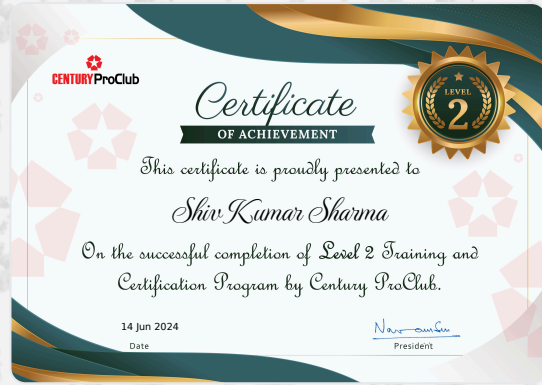 CENTURY ProClub
Certificate
OF ACHIEVEMENT
LEVEL
2
This certificate is proudly presented to
Shiv Kumar Sharma
On the successful completion of Level 2 Training and
Certification Program by Century ProClub.
14 Jun 2024
Date
President